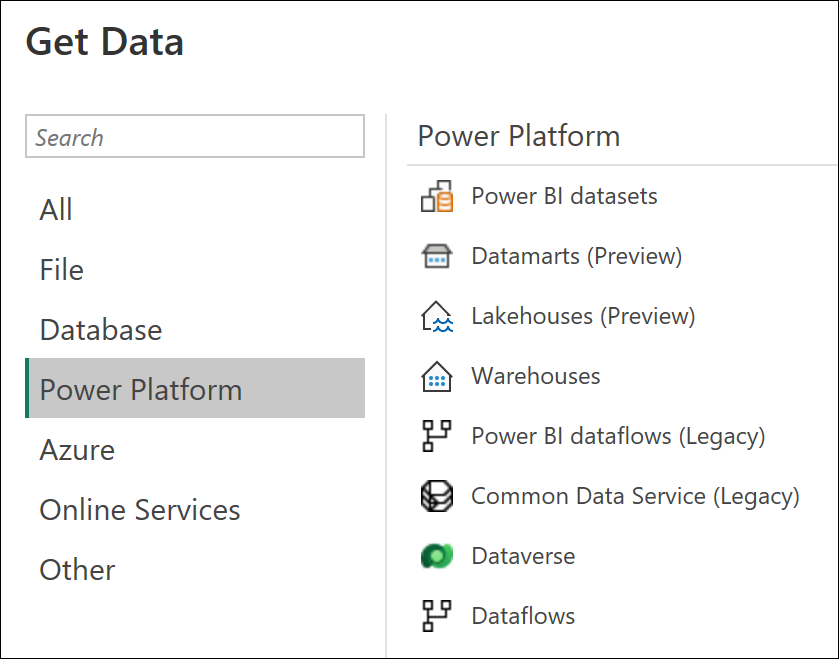 Get Data
Search
All
File
Database
Power Platform
Azure
Online Services
Other
Power Platform
Power BI datasets
Datamarts (Preview)
Lakehouses (Preview)
Warehouses
Power BI dataflows (Legacy)
Common Data Service (Legacy)
Dataverse
Dataflows